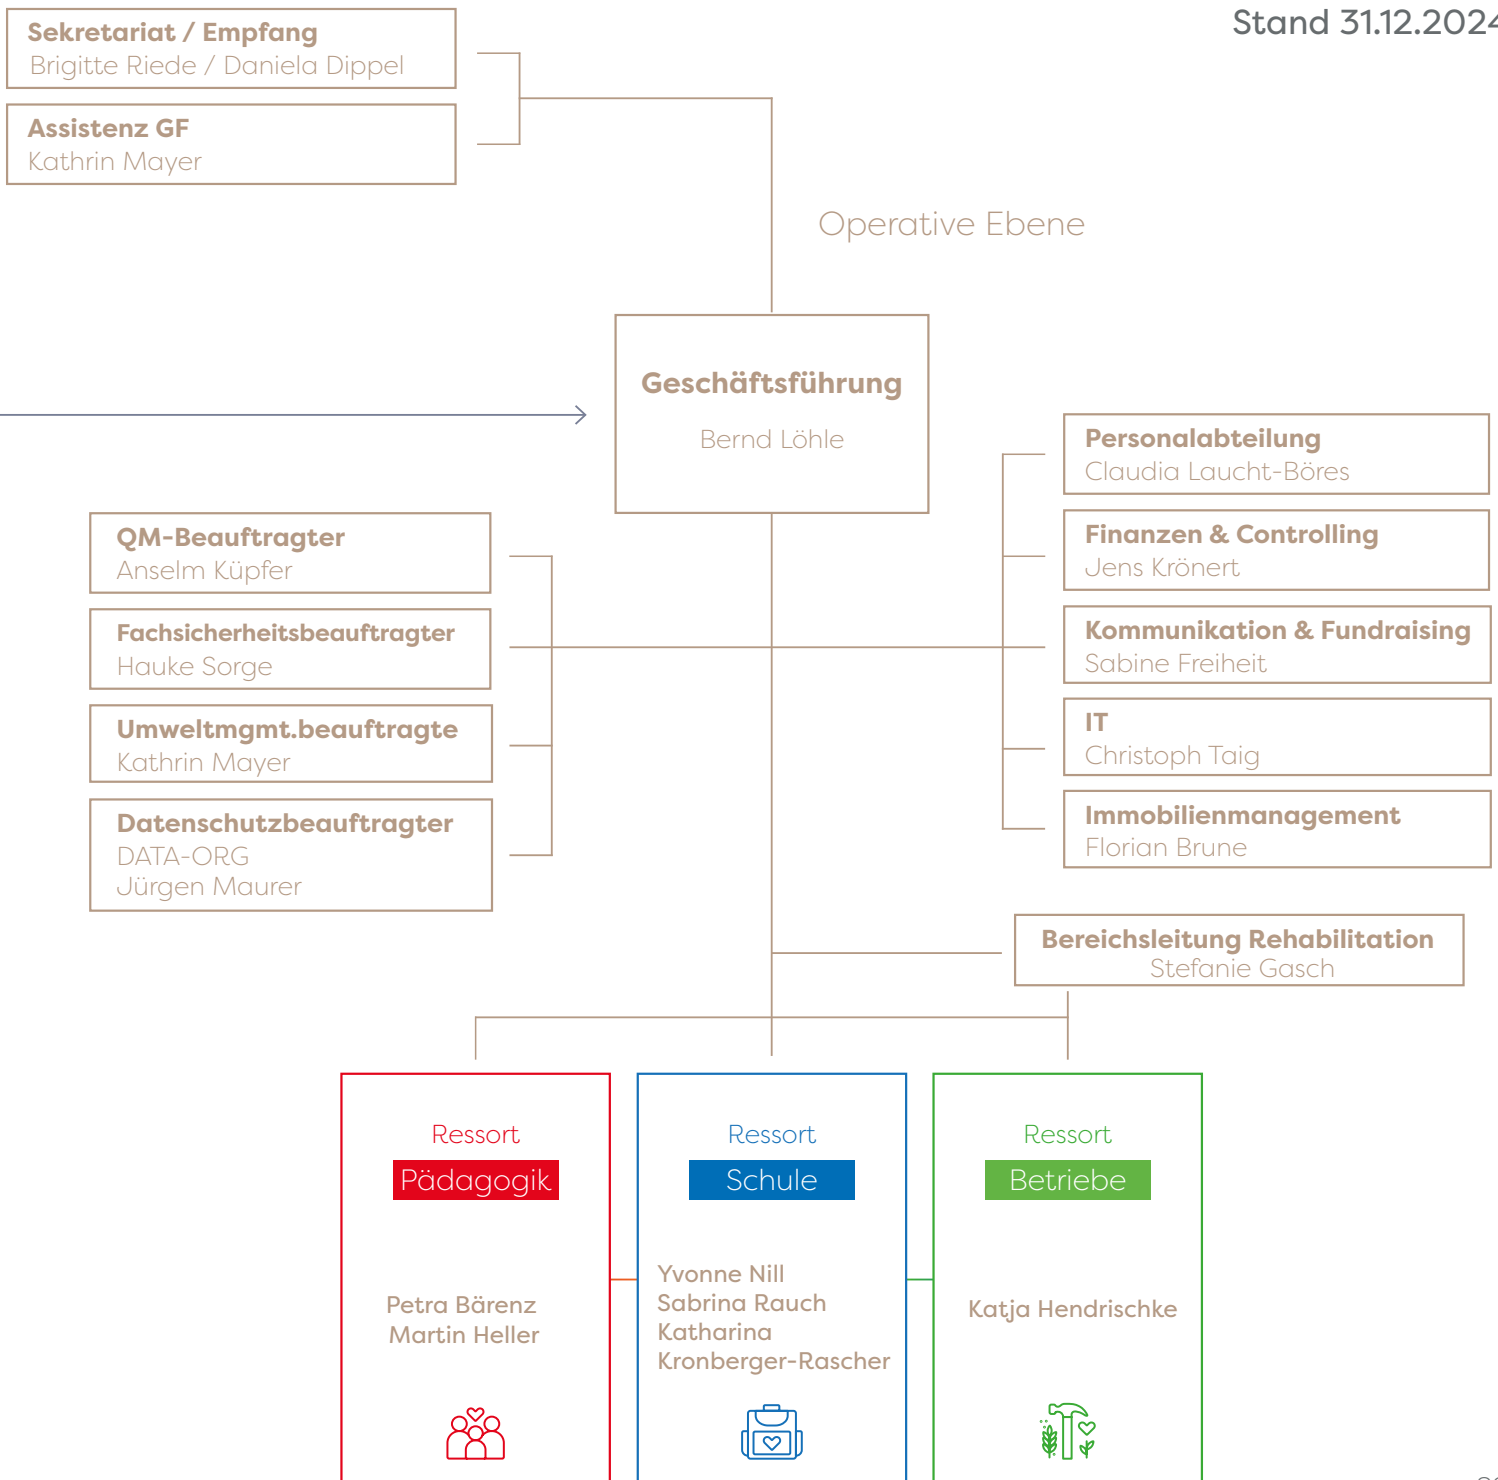 Stand 31.12.2024
Sekretariat / Empfang
Brigitte Riede / Daniela Dippel
Assistenz GF
Kathrin Mayer
Operative Ebene
Geschäftsführung
Bernd Löhle
QM-Beauftragter
Anselm Küpfer
Fachsicherheitsbeauftragter
Hauke Sorge
Umweltmgmt.beauftragte
Kathrin Mayer
Datenschutzbeauftragter
DATA-ORG
Jürgen Maurer
Personalabteilung
Claudia Laucht-Böres
Finanzen & Controlling
Jens Krönert
Kommunikation & Fundraising
Sabine Freiheit
IT
Christoph Taig
Immobilienmanagement
Florian Brune
Bereichsleitung Rehabilitation
Stefanie Gasch
Ressort
Pädagogik
Petra Bärenz
Martin Heller
Ressort
Schule
Yvonne Nill
Sabrina Rauch
Katharina
Kronberger-Rascher
Ressort
Betriebe
Katja Hendrischke